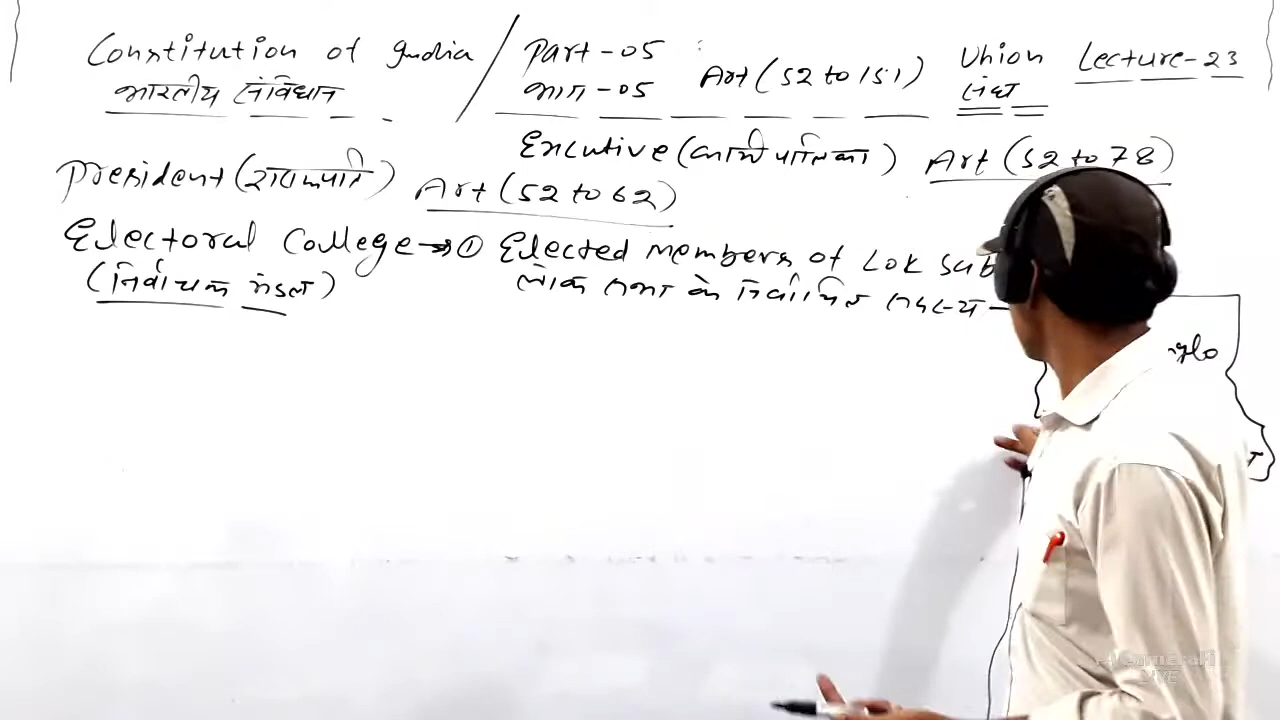 Constitution of India / Part-05 Art (52 to 151) Union Lecture-23
भारतीय संविधान भाग-05 संघ
Executive (कार्यपालिका) Art (52 to 78)
President (राष्ट्रपति) Art (52 to 62)
Electoral College → ① Elected members of Lok Sab
(निर्वाचक मंडल) लोक सभा के निर्वाचित सदस्य